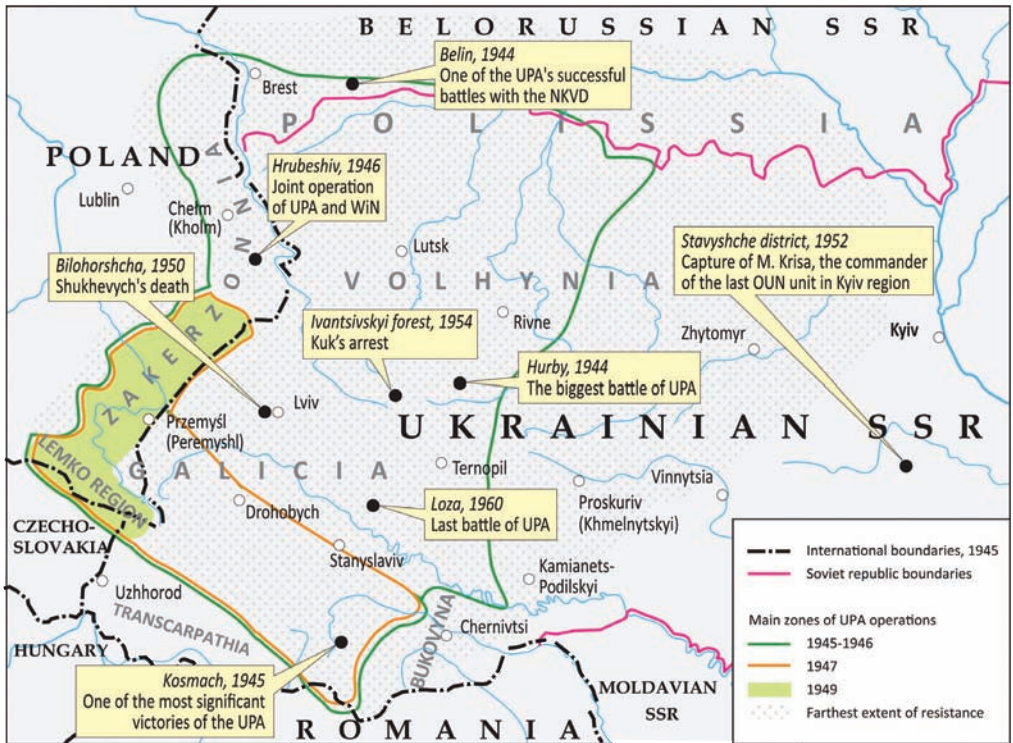 BELORUSSIAN SSR
Belin, 1944
One of the UPA's successful
battles with the NKVD
Brest
POLISSIA
POLAND
Hrubeshiv, 1946
Joint operation
of UPA and WiN
Lublin
Chełm
(Kholm)
ZAKERZONNIA
Lutsk
Stavyshche district, 1952
Capture of M. Krisa, the commander
of the last OUN unit in Kyiv region
Bilohorshcha, 1950
Shukhevych's death
VOLHYNIA
Ivantsivskyi forest, 1954
Kuk's arrest
Rivne
Zhytomyr
Kyiv
Hurby, 1944
The biggest battle of UPA
Lviv
Przemyśl
(Peremyshl)
UKRAINIAN SSR
LEMKO REGION
GALICIA
Ternopil
Proskuriv
(Khmelnytskyi)
Vinnytsia
Drohobych
Loza, 1960
Last battle of UPA
CZECHO-
SLOVAKIA
Stanyslaviv
Uzhhorod
Kamianets-
Podilskyi
TRANSCARPATHIA
BUKOVYNA
Chernivtsi
HUNGARY
Kosmach, 1945
One of the most significant
victories of the UPA
MOLDAVIAN
SSR
ROMANIA
International boundaries, 1945
Soviet republic boundaries
Main zones of UPA operations
1945-1946
1947
1949
Farthest extent of resistance